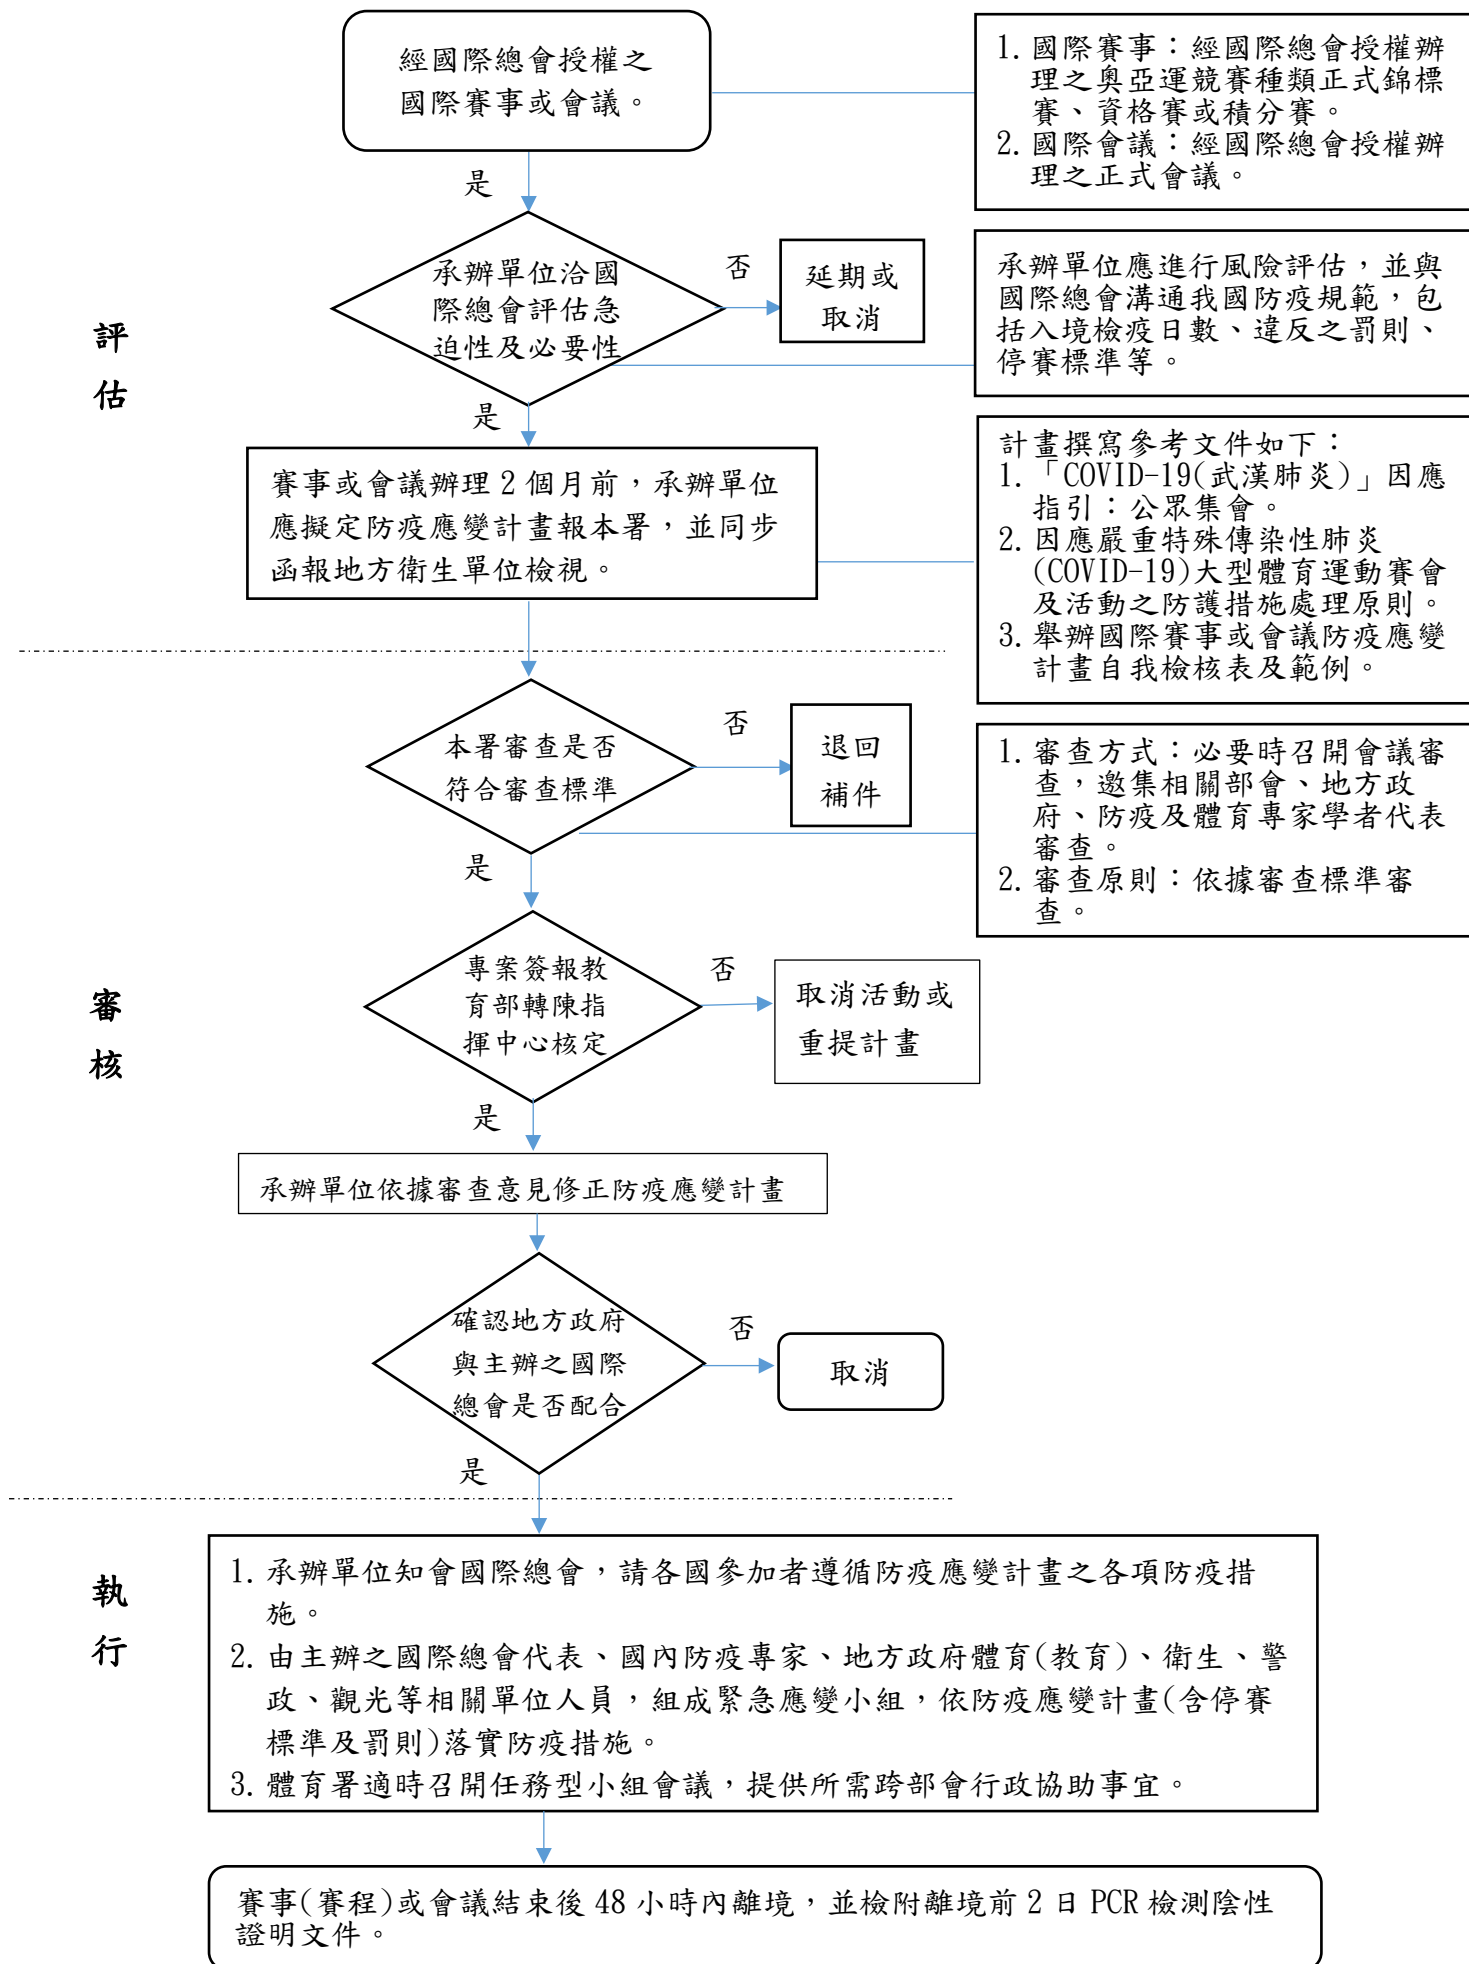 經國際總會授權之
國際賽事或會議。
1. 國際賽事：經國際總會授權辦
理之奧亞運競賽種類正式錦標
賽、資格賽或積分賽。
2. 國際會議：經國際總會授權辦
理之正式會議。
是
承辦單位洽國
際總會評估急
迫性及必要性
否
延期或
取消
承辦單位應進行風險評估，並與
國際總會溝通我國防疫規範，包
括入境檢疫日數、違反之罰則、
停賽標準等。
評
估
是
賽事或會議辦理 2 個月前，承辦單位
應擬定防疫應變計畫報本署，並同步
函報地方衛生單位檢視。
計畫撰寫參考文件如下：
1. 「COVID-19(武漢肺炎)」因應
指引：公眾集會。
2. 因應嚴重特殊傳染性肺炎
(COVID-19)大型體育運動賽會
及活動之防護措施處理原則。
3. 舉辦國際賽事或會議防疫應變
計畫自我檢核表及範例。
本署審查是否
符合審查標準
否
退回
補件
1. 審查方式：必要時召開會議審
查，邀集相關部會、地方政
府、防疫及體育專家學者代表
審查。
2. 審查原則：依據審查標準審
查。
是
專案簽報教
育部轉陳指
揮中心核定
否
取消活動或
重提計畫
審
核
是
承辦單位依據審查意見修正防疫應變計畫
確認地方政府
與主辦之國際
總會是否配合
否
取消
是
執
行
1. 承辦單位知會國際總會，請各國參加者遵循防疫應變計畫之各項防疫措
施。
2. 由主辦之國際總會代表、國內防疫專家、地方政府體育(教育)、衛生、警
政、觀光等相關單位人員，組成緊急應變小組，依防疫應變計畫(含停賽
標準及罰則)落實防疫措施。
3. 體育署適時召開任務型小組會議，提供所需跨部會行政協助事宜。
賽事(賽程)或會議結束後 48 小時內離境，並檢附離境前 2 日 PCR 檢測陰性
證明文件。